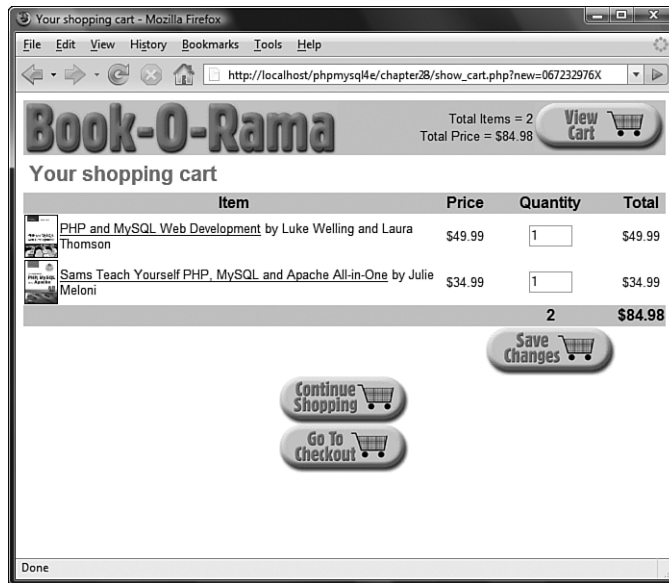 Your shopping cart - Mozilla Firefox
File Edit View History Bookmarks Tools Help
http://localhost/phpmysql4e/chapter28/show_cart.php?new=067232976X
Book-O-Rama
Total Items = 2
Total Price = $84.98
View
Cart
Your shopping cart
Item Price Quantity Total
PHP and MySQL Web Development by Luke Welling and Laura
Thomson
$49.99 1 $49.99
Sams Teach Yourself PHP, MySQL and Apache All-in-One by Julie
Meloni
$34.99 1 $34.99
2 $84.98
Save
Changes
Continue
Shopping
Go To
Checkout
Done